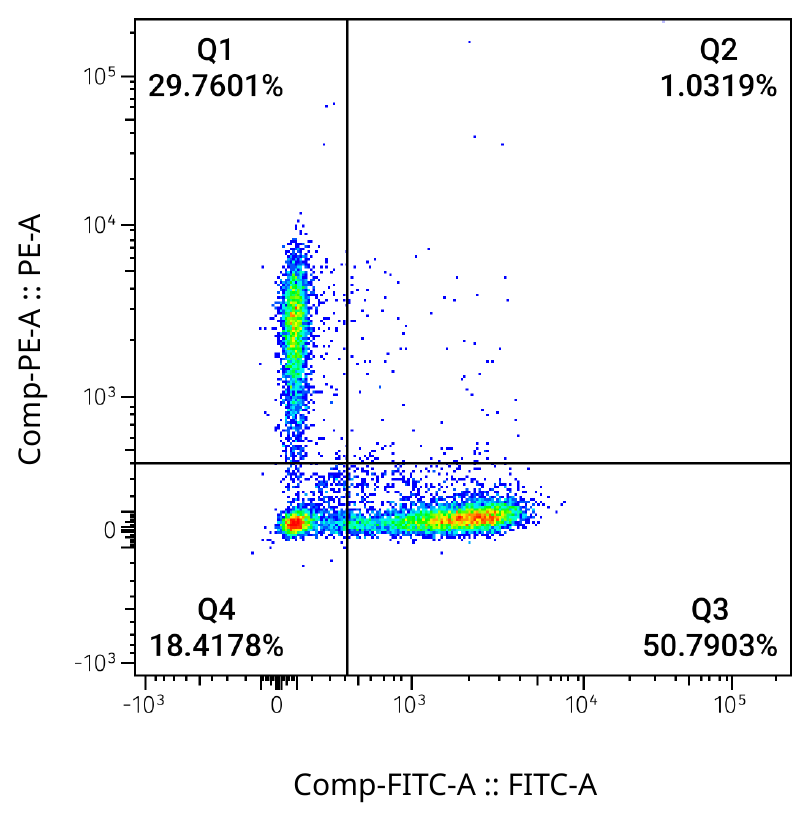 Q1
29.7601%
Q2
1.0319%
10⁵
10⁴
10³
0
-10³
Comp-PE-A :: PE-A
Q4
18.4178%
Q3
50.7903%
-10³
0
10³
10⁴
10⁵
Comp-FITC-A :: FITC-A